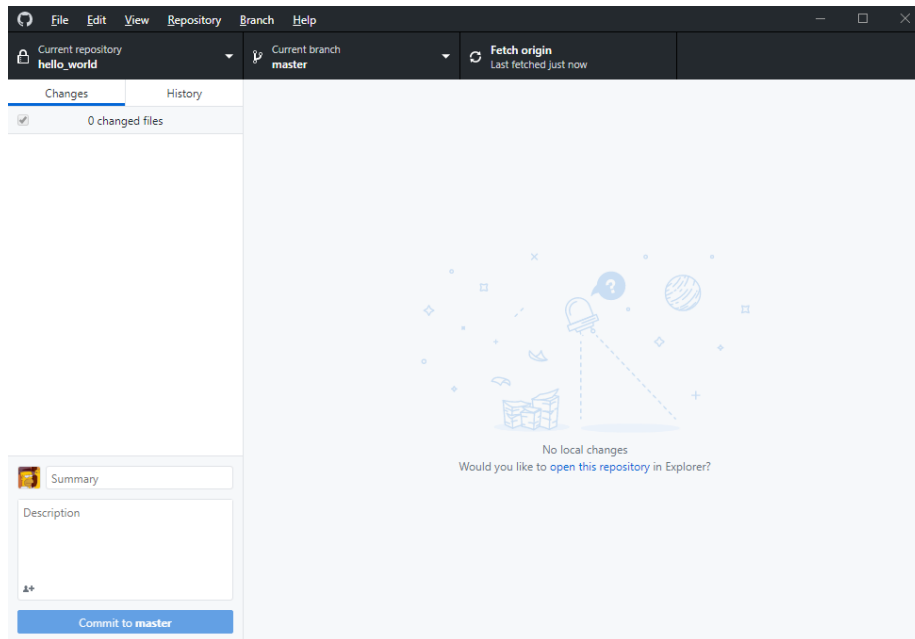 File Edit View Repository Branch Help
Current repository
hello_world
Current branch
master
Fetch origin
Last fetched just now
Changes History
0 changed files
?
No local changes
Would you like to open this repository in Explorer?
Summary
Description
Commit to master